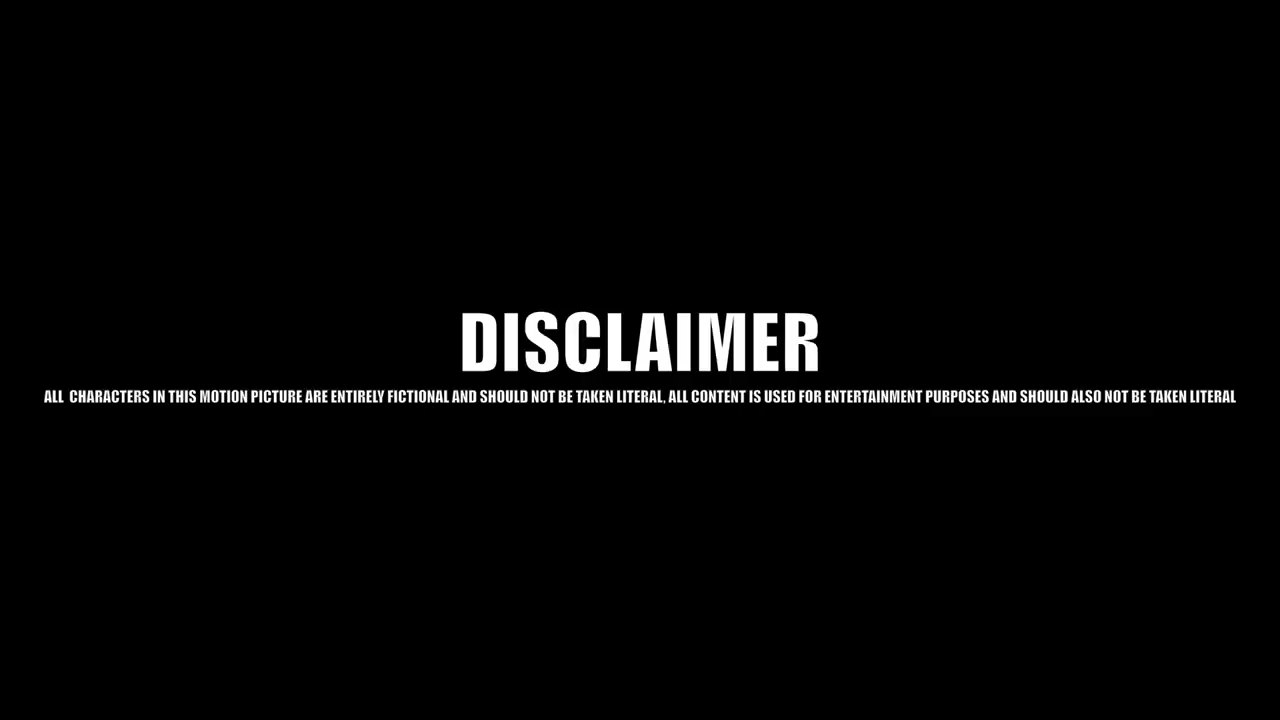 DISCLAIMER
ALL CHARACTERS IN THIS MOTION PICTURE ARE ENTIRELY FICTIONAL AND SHOULD NOT BE TAKEN LITERAL, ALL CONTENT IS USED FOR ENTERTAINMENT PURPOSES AND SHOULD ALSO NOT BE TAKEN LITERAL